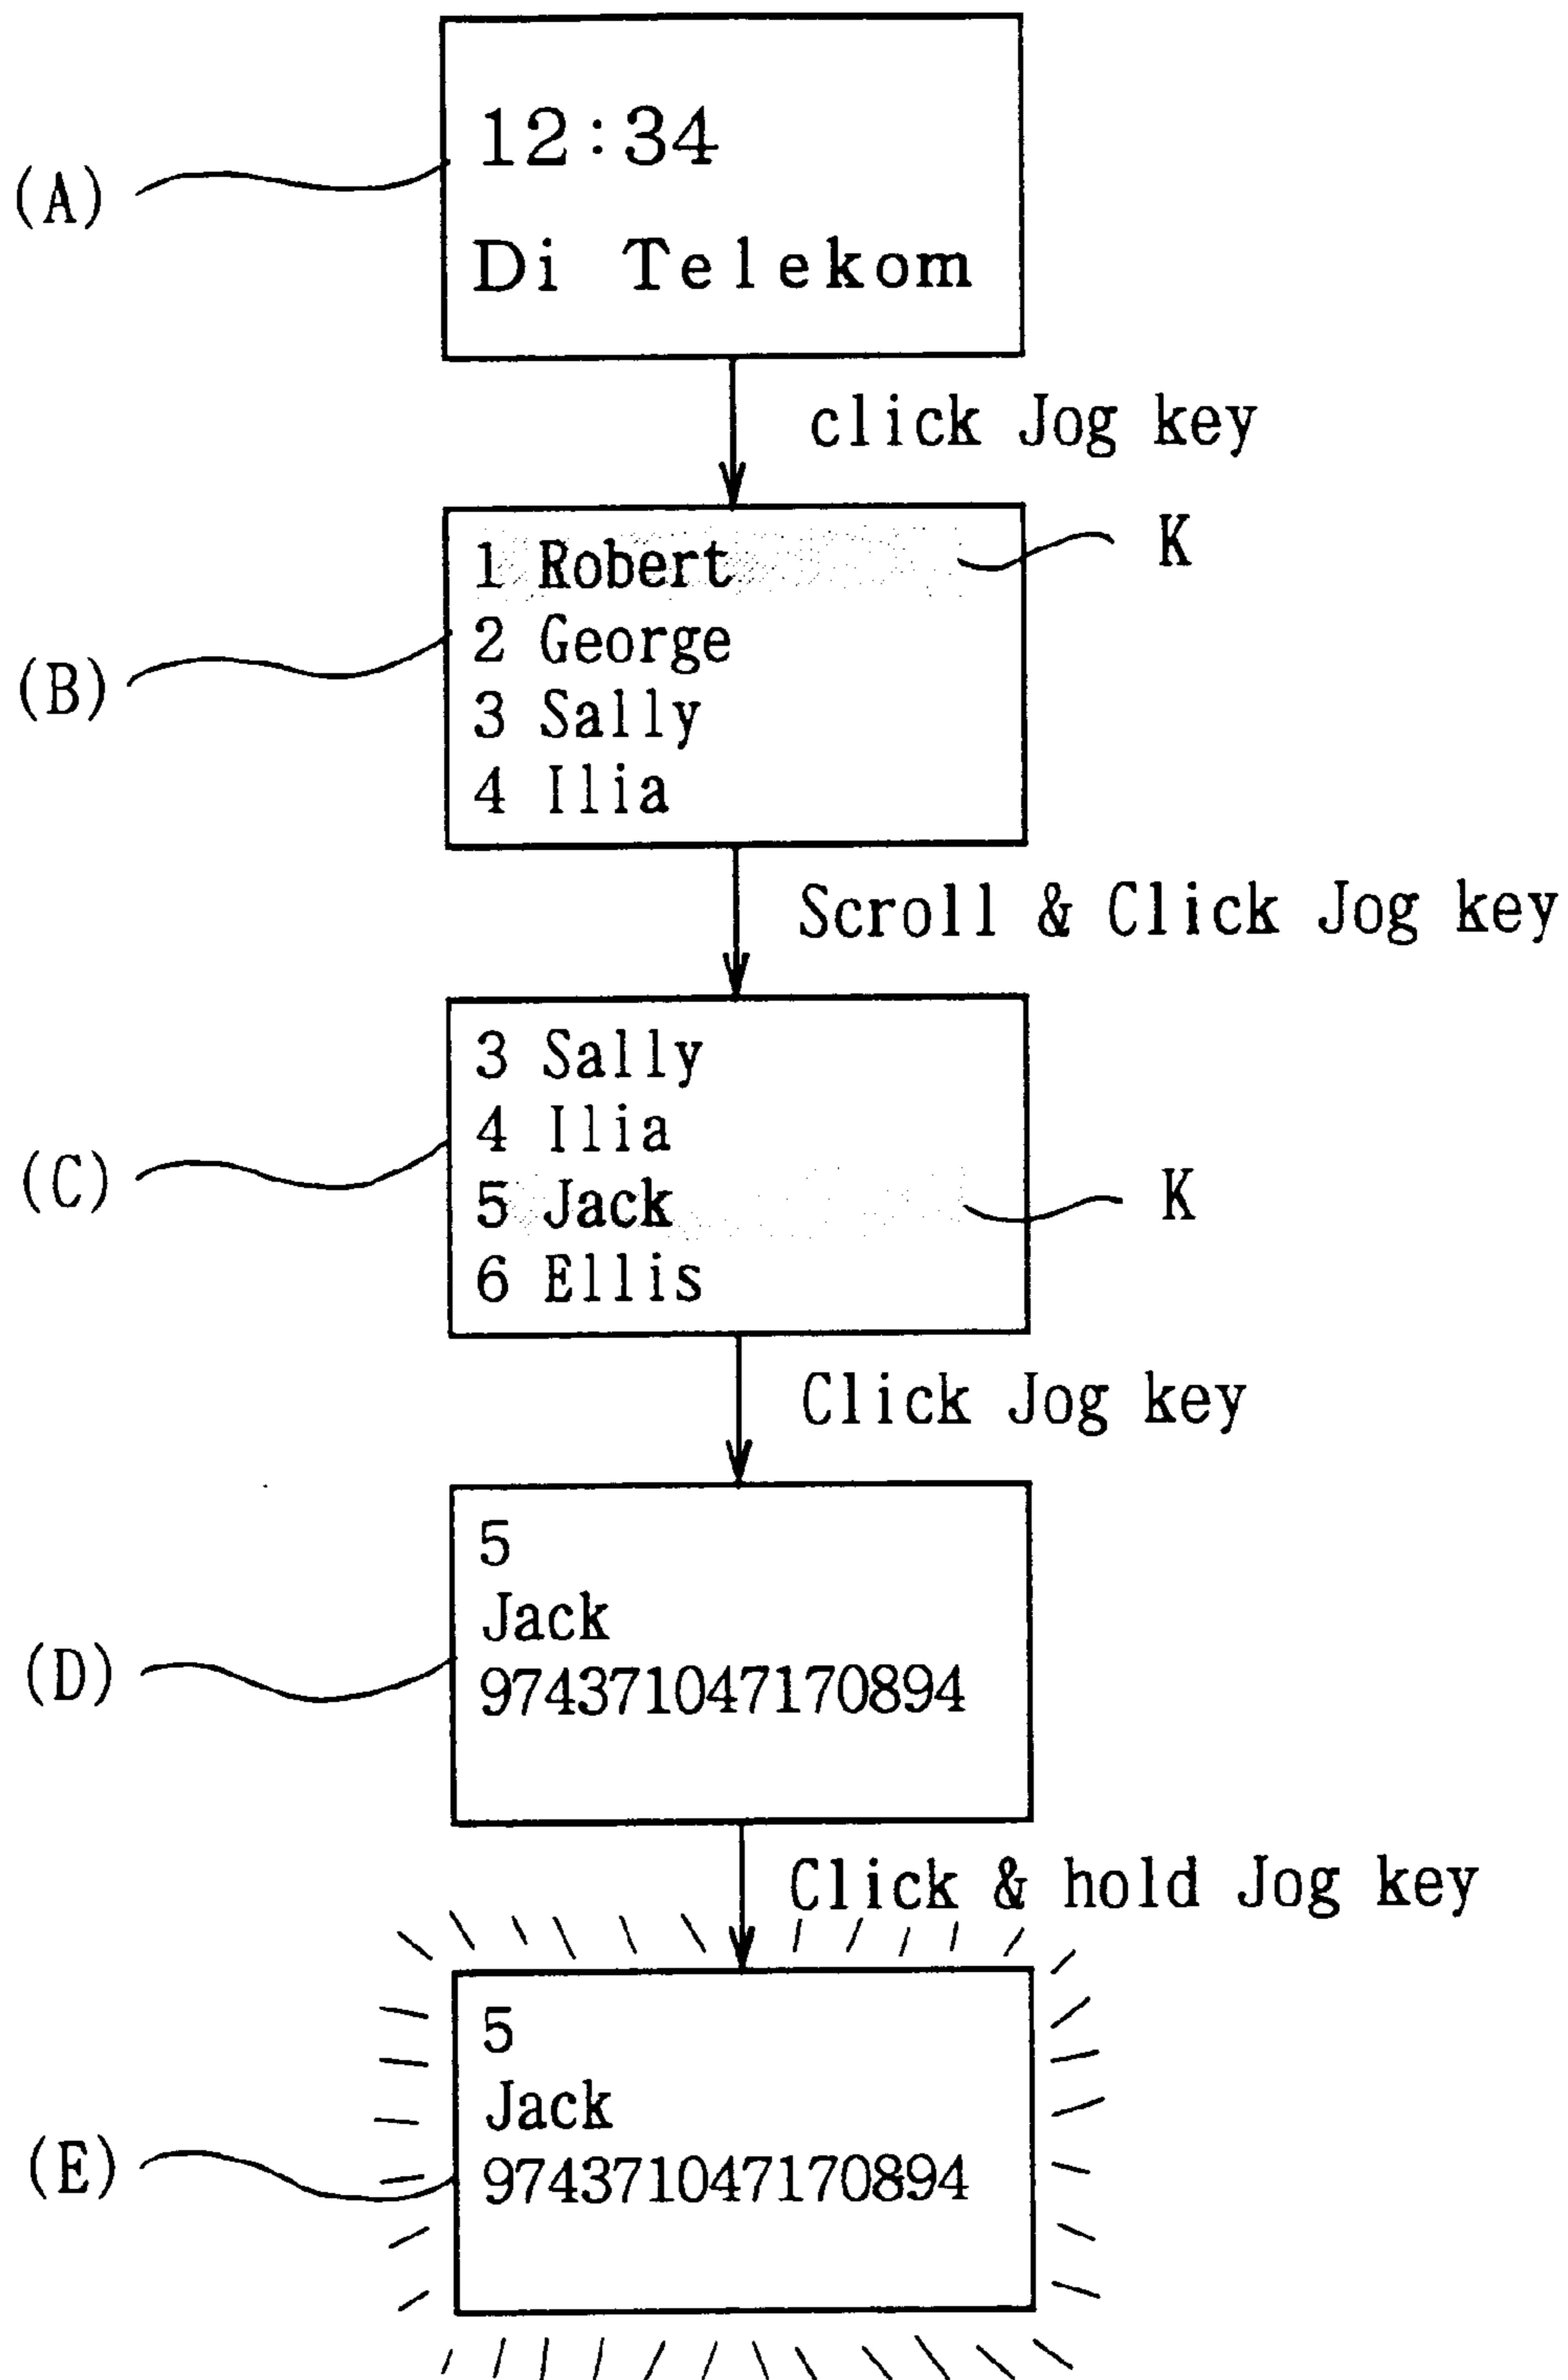 (A)
12:34
Di Telekom
click Jog key
(B)
1 Robert
K
2 George
3 Sally
4 Ilia
Scroll & Click Jog key
(C)
3 Sally
4 Ilia
5 Jack
K
6 Ellis
Click Jog key
(D)
5
Jack
974371047170894
Click & hold Jog key
(E)
5
Jack
974371047170894